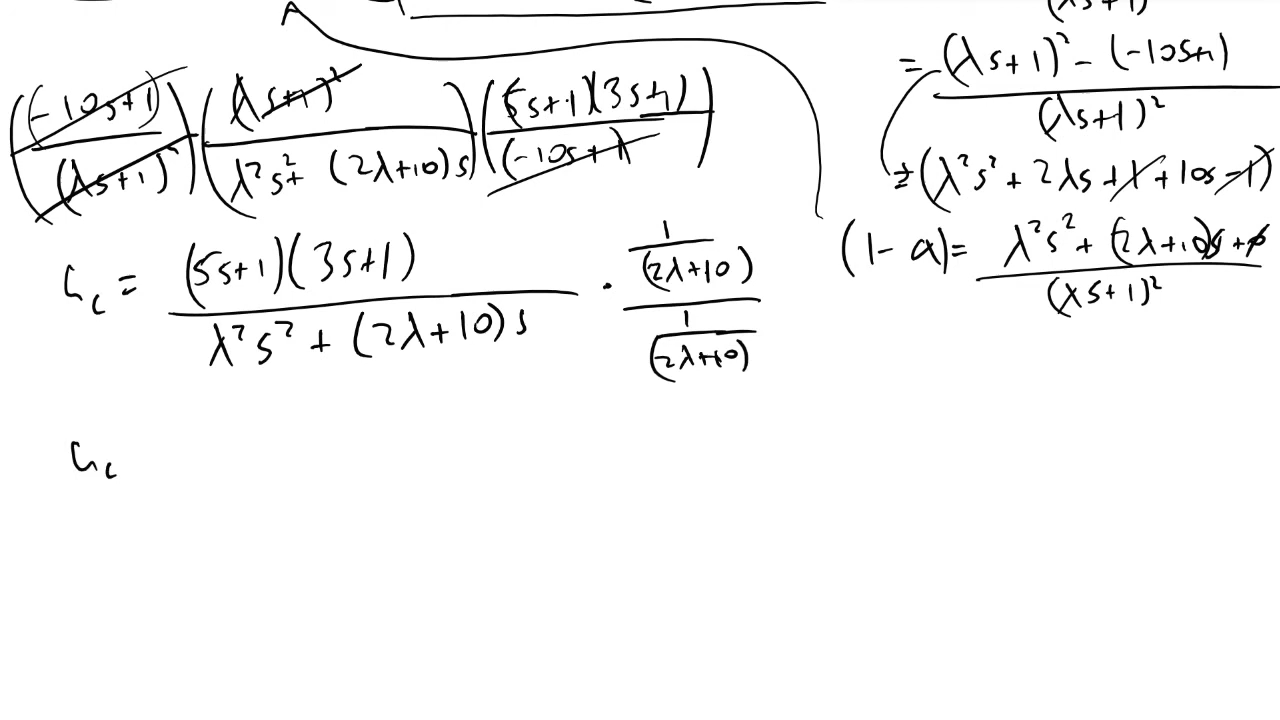 (λs+1)
= ((λs+1)² - (-10s+1)) / (λs+1)²
((-10s+1) / (λs+1)²) ((λs+1)² / λ²s² + (2λ+10)s) ((5s+1)(3s+1) / (-10s+1))
= (λ²s² + 2λs + 1 + 10s - 1)
(1 - a) = (λ²s² + (2λ+10)s + 0) / (λs+1)²
Gc = (5s+1)(3s+1) / (λ²s² + (2λ+10)s) · (1/(2λ+10)) / (1/(2λ+10))
Gc